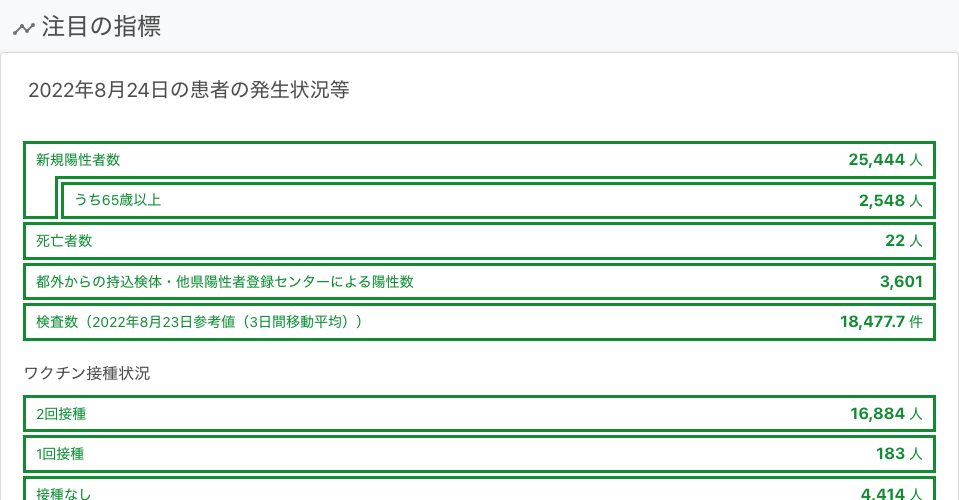 注目の指標
2022年8月24日の患者の発生状況等
新規陽性者数 25,444 人
うち65歳以上 2,548 人
死亡者数 22 人
都外からの持込検体・他県陽性者登録センターによる陽性数 3,601
検査数（2022年8月23日参考値（3日間移動平均）） 18,477.7 件
ワクチン接種状況
2回接種 16,884 人
1回接種 183 人
接種なし 4,414 人